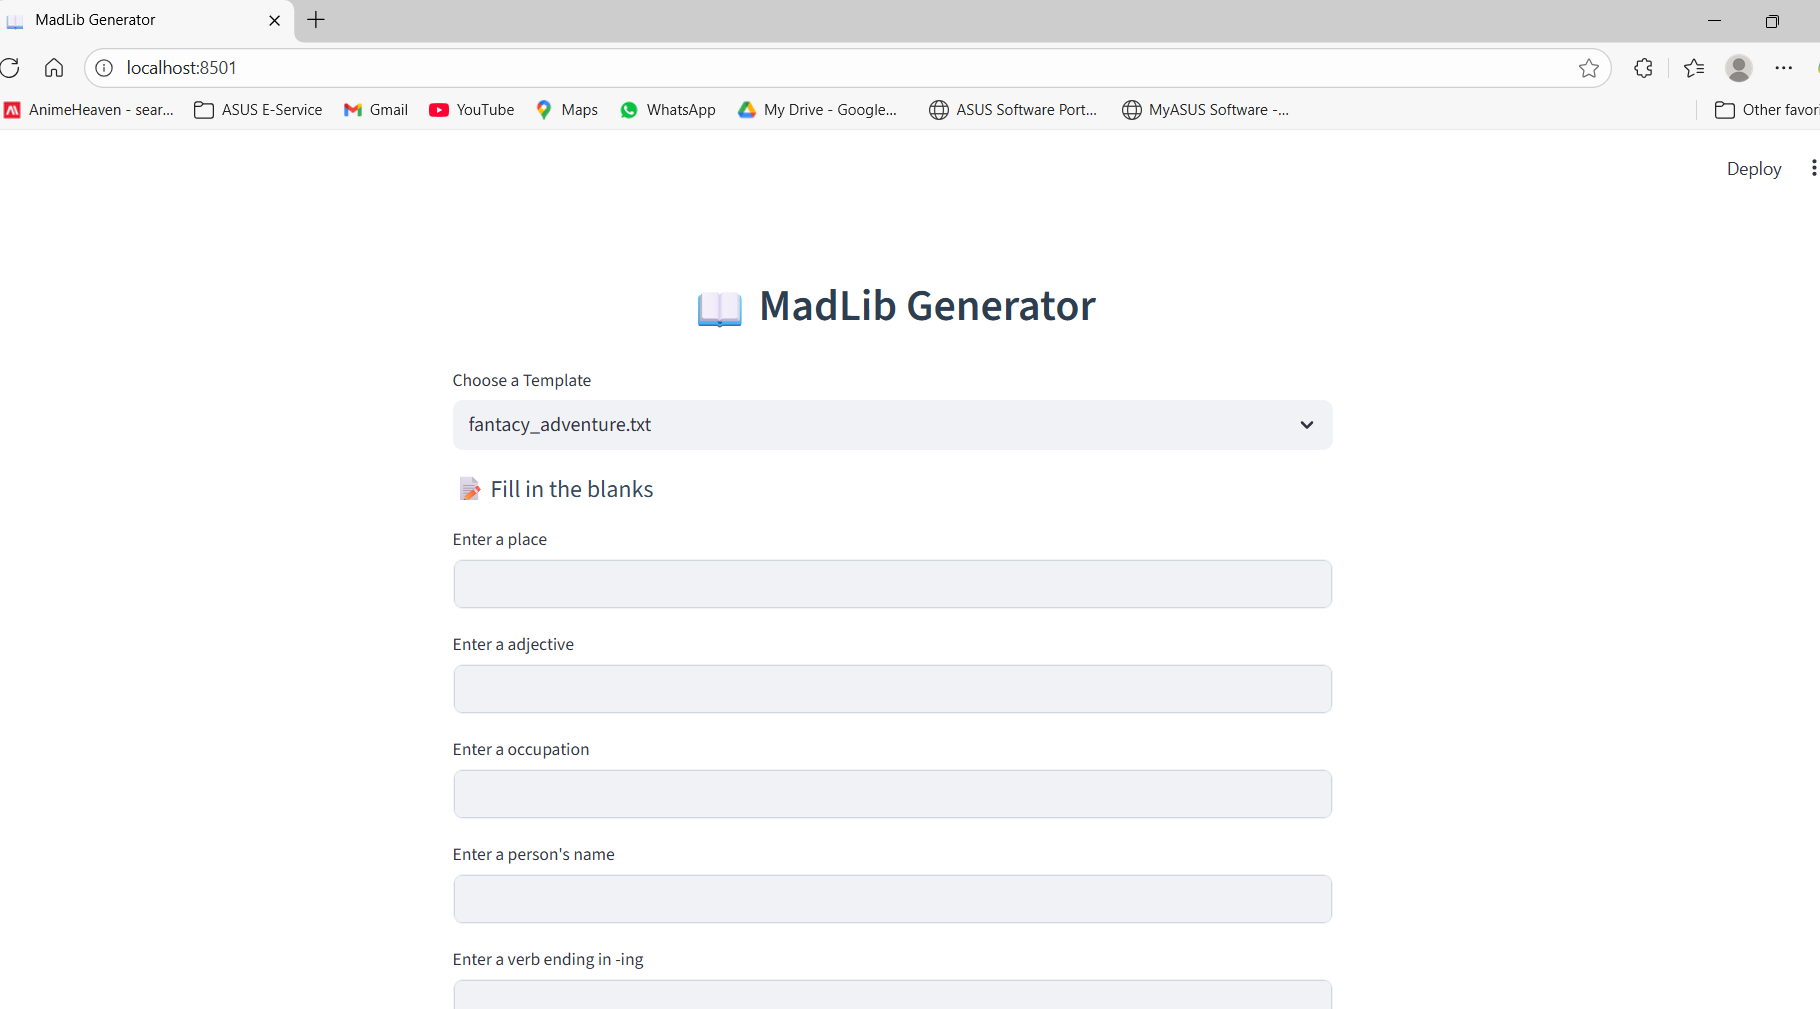 MadLib Generator
localhost:8501
AnimeHeaven - sear... ASUS E-Service Gmail YouTube Maps WhatsApp My Drive - Google... ASUS Software Port... MyASUS Software -... Other favori
Deploy
MadLib Generator
Choose a Template
fantacy_adventure.txt
Fill in the blanks
Enter a place
Enter a adjective
Enter a occupation
Enter a person's name
Enter a verb ending in -ing